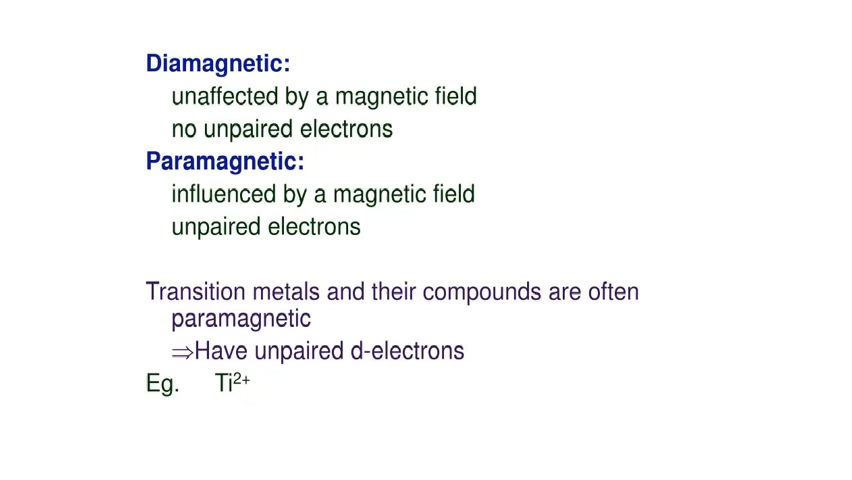 Diamagnetic:
unaffected by a magnetic field
no unpaired electrons
Paramagnetic:
influenced by a magnetic field
unpaired electrons
Transition metals and their compounds are often
paramagnetic
⇒Have unpaired d-electrons
Eg. Ti²⁺